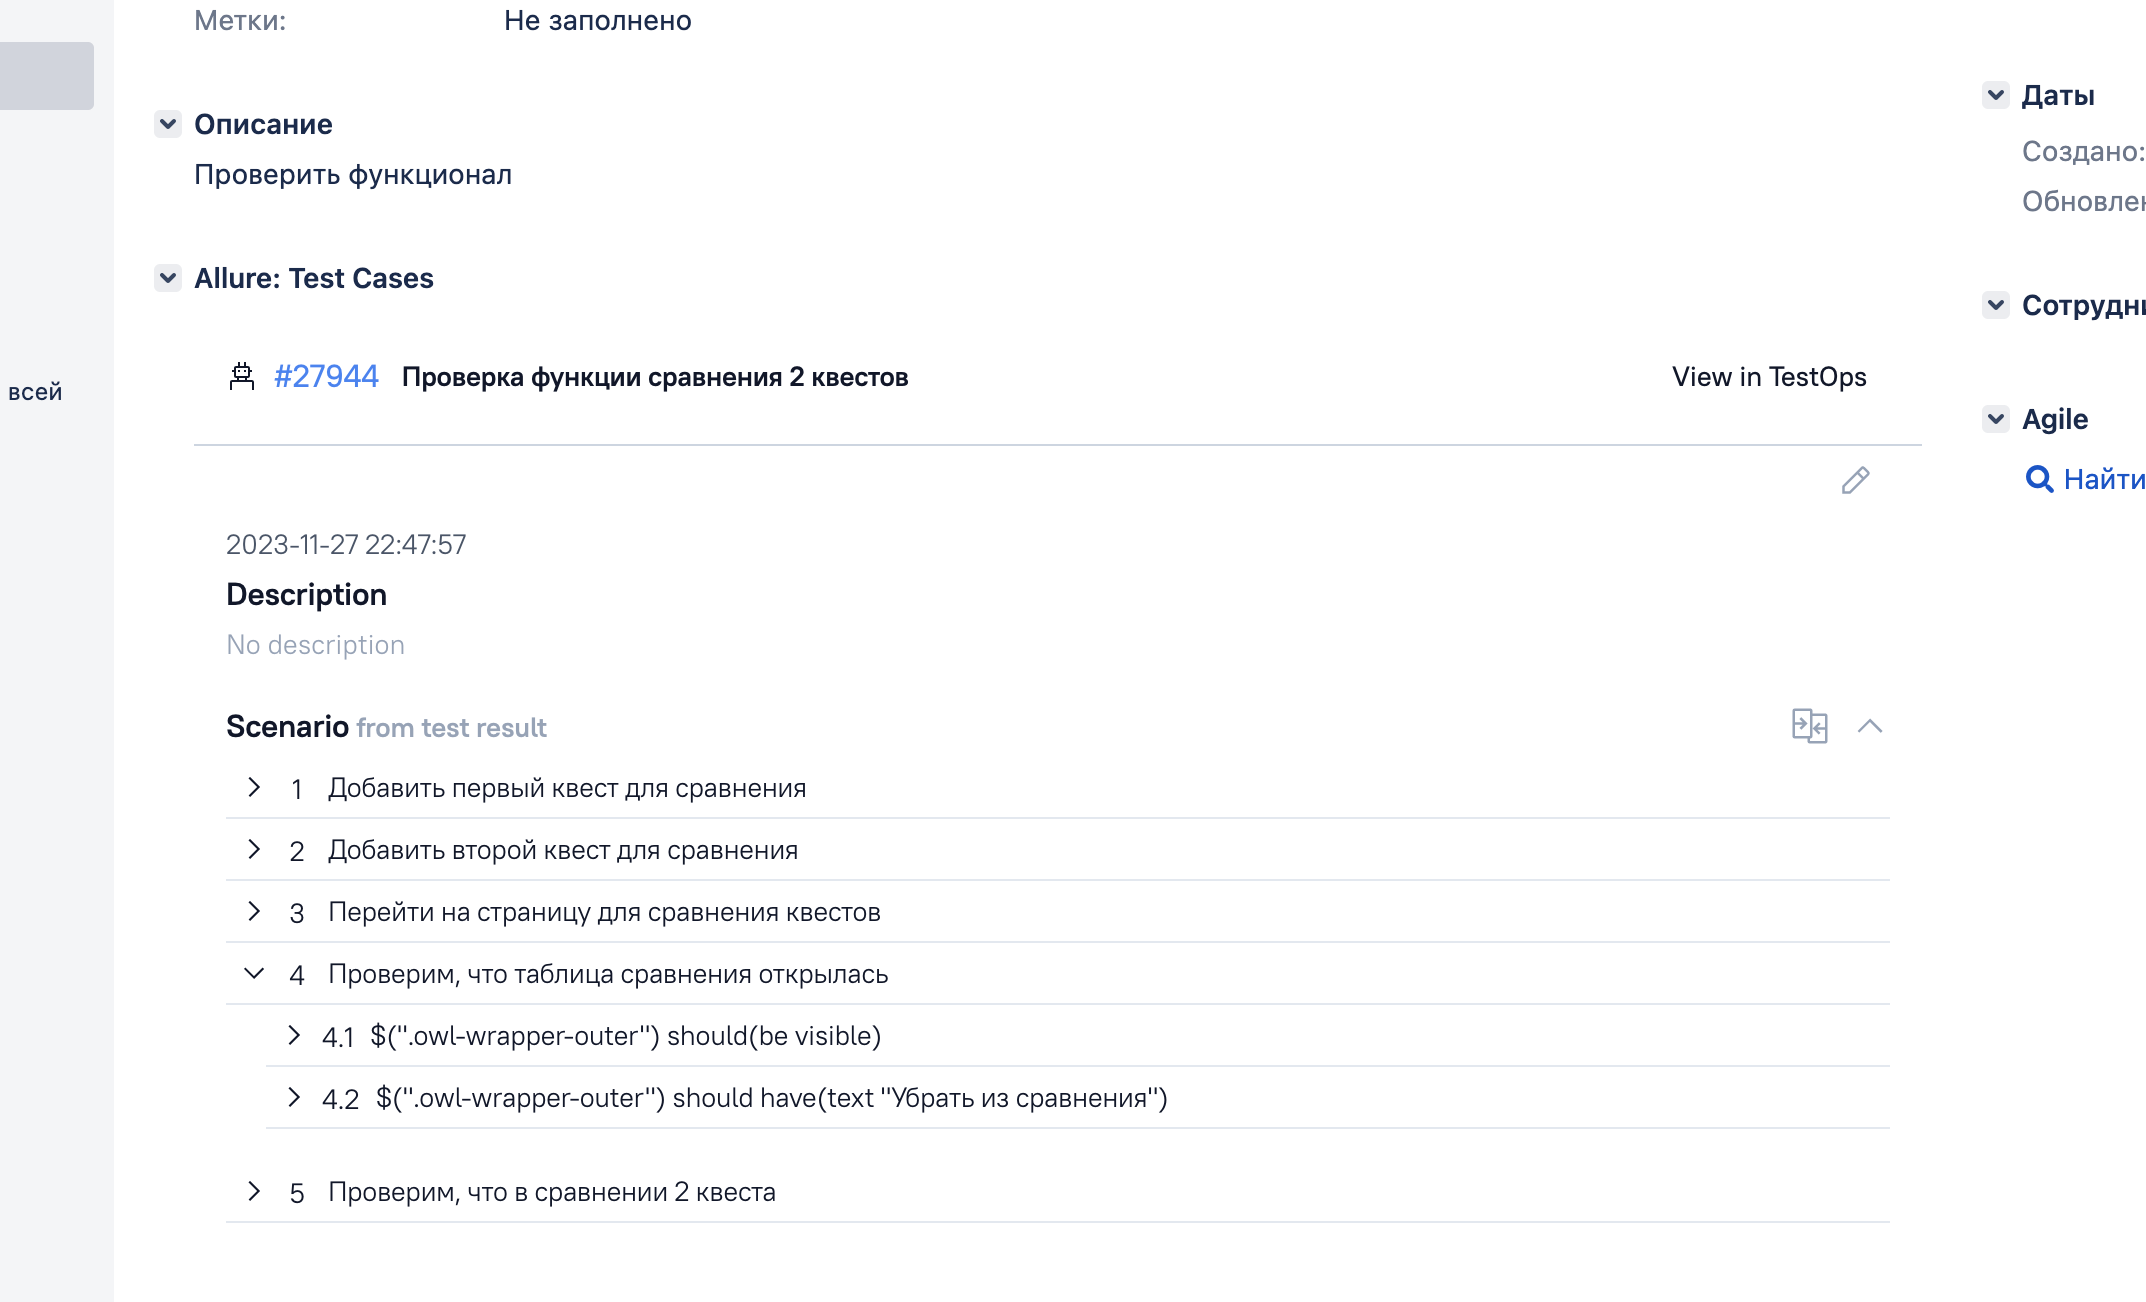 Метки: Не заполнено
Описание
Проверить функционал
Allure: Test Cases
#27944 Проверка функции сравнения 2 квестов View in TestOps
2023-11-27 22:47:57
Description
No description
Scenario from test result
1 Добавить первый квест для сравнения
2 Добавить второй квест для сравнения
3 Перейти на страницу для сравнения квестов
4 Проверим, что таблица сравнения открылась
4.1 $(".owl-wrapper-outer") should(be visible)
4.2 $(".owl-wrapper-outer") should have(text "Убрать из сравнения")
5 Проверим, что в сравнении 2 квеста
всей
Даты
Создано:
Обновлен
Сотрудни
Agile
Найти